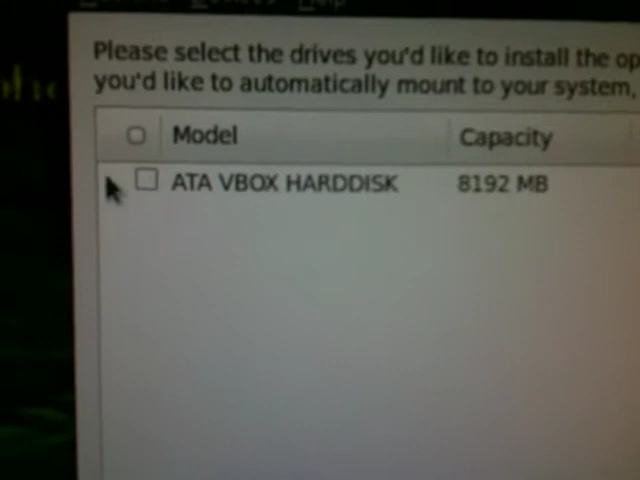 Please select the drives you'd like to install the op
you'd like to automatically mount to your system,
Model Capacity
ATA VBOX HARDDISK 8192 MB